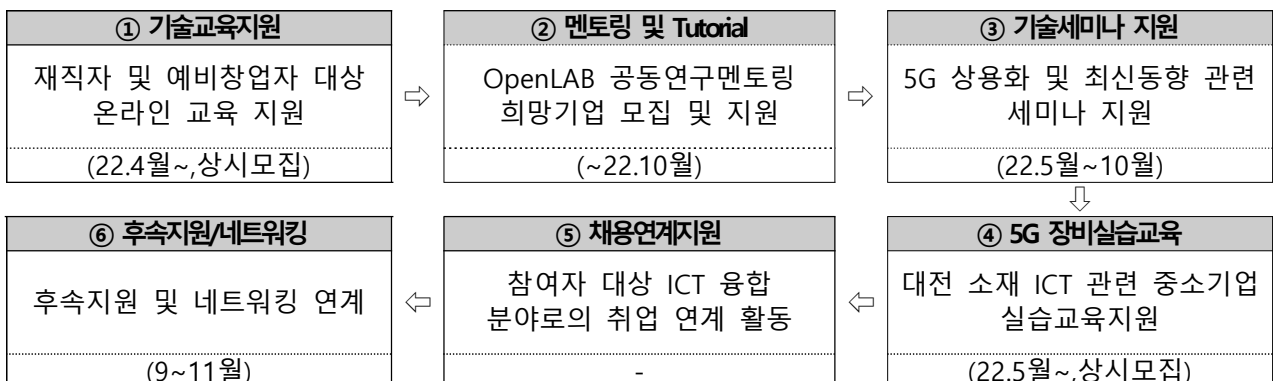 ① 기술교육지원
재직자 및 예비창업자 대상
온라인 교육 지원
(22.4월~,상시모집)
⇨
② 멘토링 및 Tutorial
OpenLAB 공동연구멘토링
희망기업 모집 및 지원
(~22.10월)
⇨
③ 기술세미나 지원
5G 상용화 및 최신동향 관련
세미나 지원
(22.5월~10월)
⇩
④ 5G 장비실습교육
대전 소재 ICT 관련 중소기업
실습교육지원
(22.5월~,상시모집)
⇦
⑤ 채용연계지원
참여자 대상 ICT 융합
분야로의 취업 연계 활동
-
⇦
⑥ 후속지원/네트워킹
후속지원 및 네트워킹 연계
(9~11월)